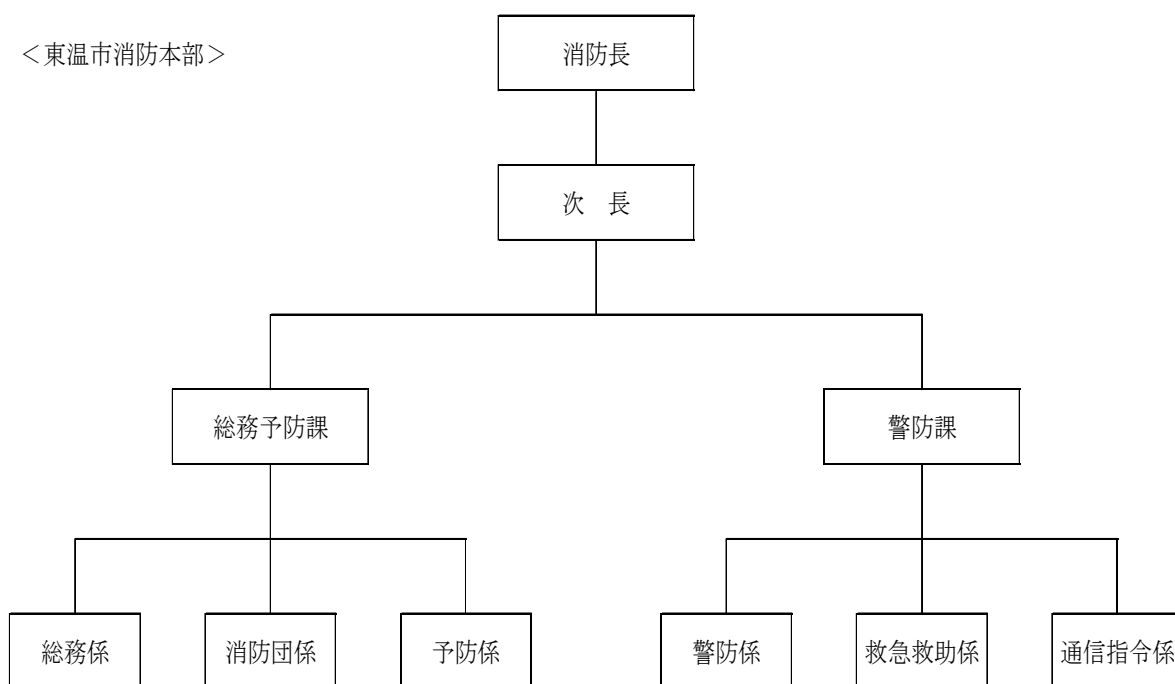 ＜東温市消防本部＞
消防長
次　長
総務予防課
警防課
総務係
消防団係
予防係
警防係
救急救助係
通信指令係